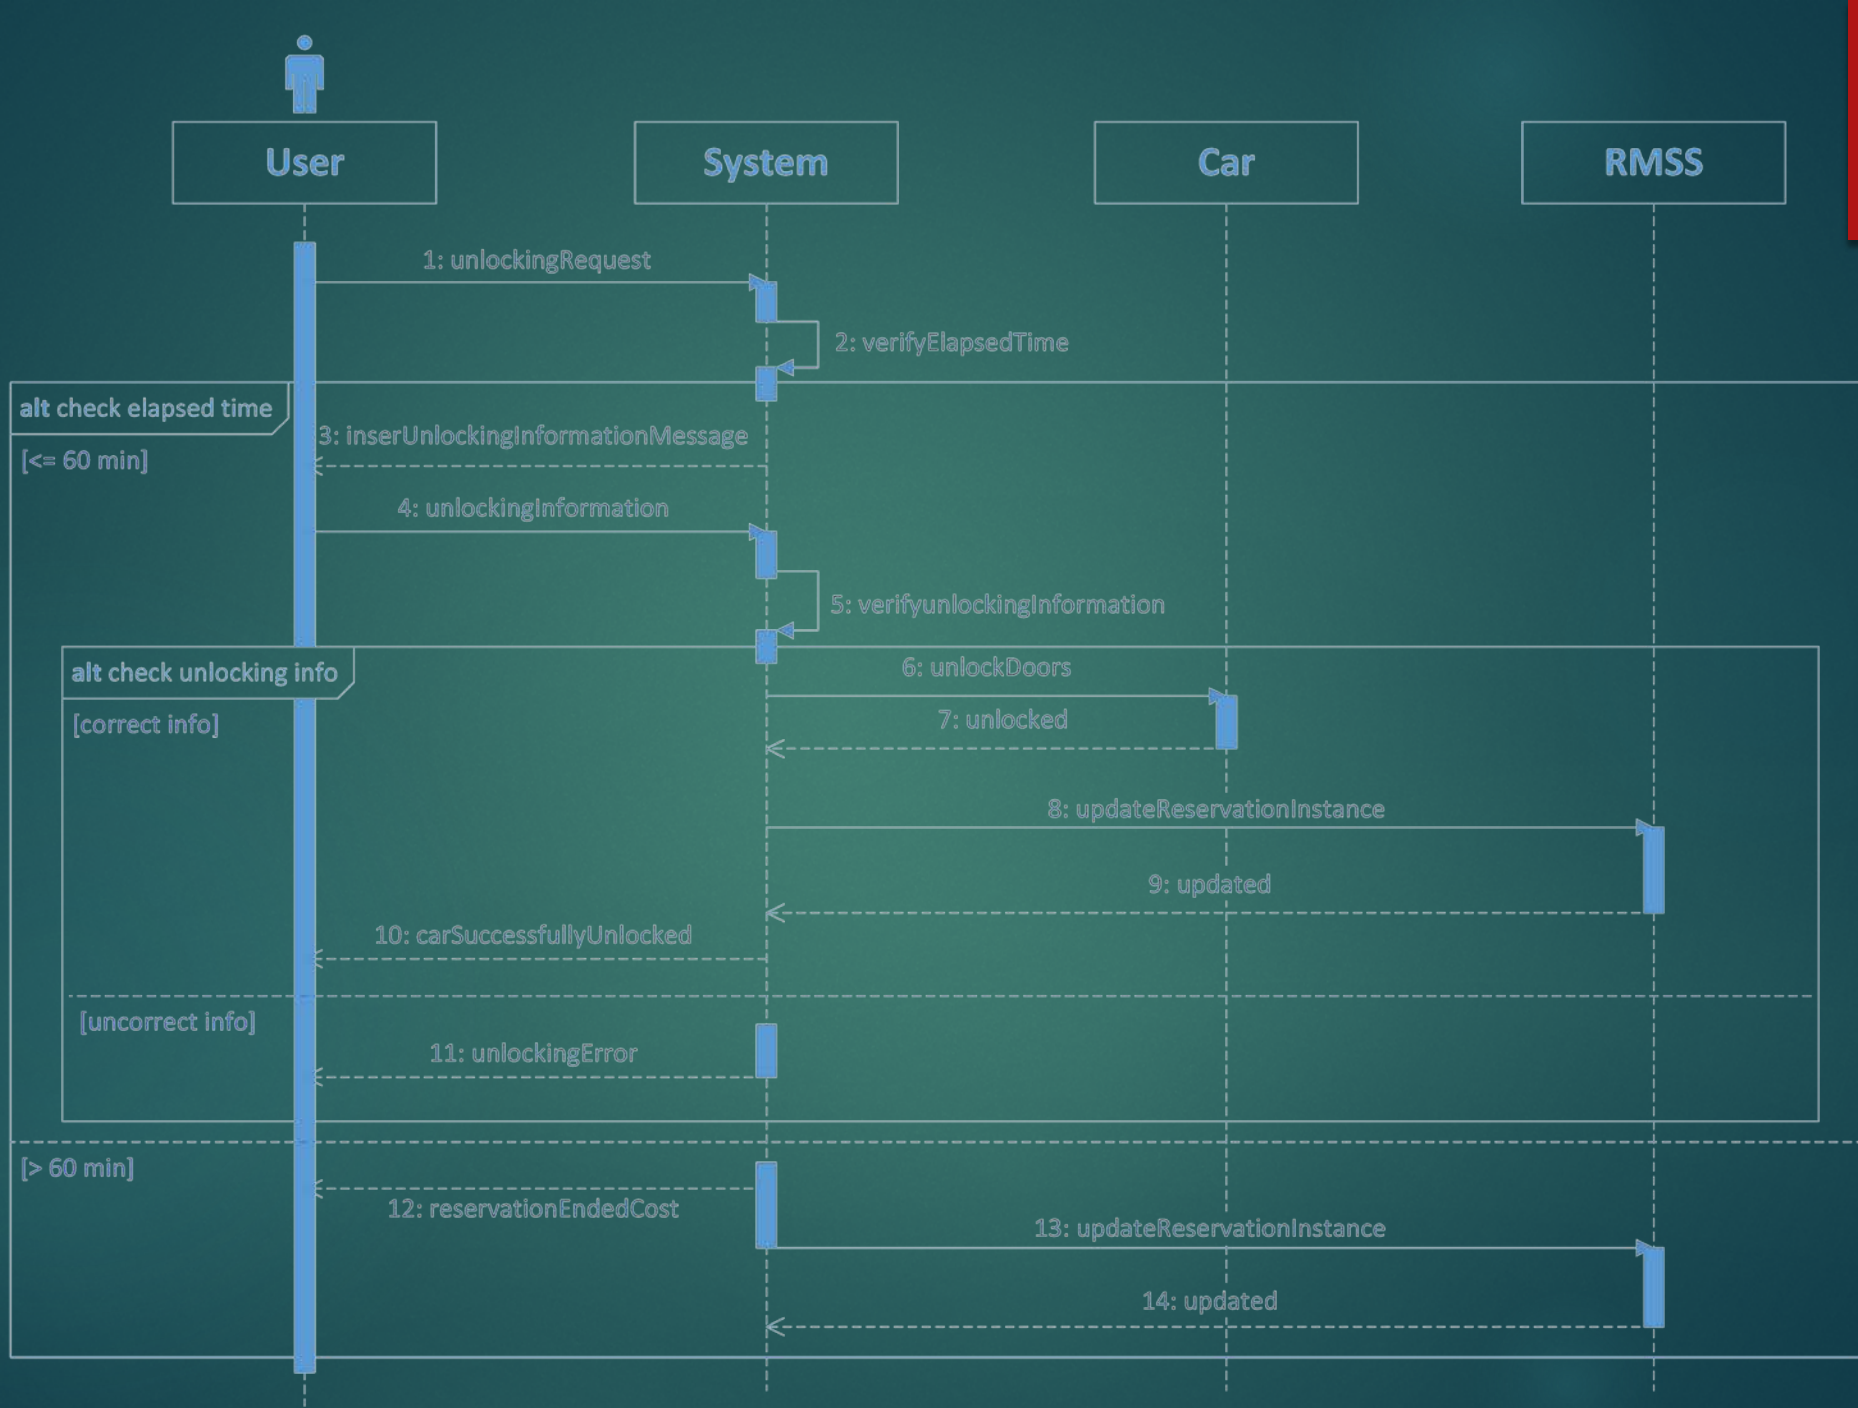 User
System
Car
RMSS
1: unlockingRequest
2: verifyElapsedTime
alt check elapsed time
[<= 60 min]
3: inserUnlockingInformationMessage
4: unlockingInformation
5: verifyunlockingInformation
alt check unlocking info
[correct info]
6: unlockDoors
7: unlocked
8: updateReservationInstance
9: updated
10: carSuccessfullyUnlocked
[uncorrect info]
11: unlockingError
[> 60 min]
12: reservationEndedCost
13: updateReservationInstance
14: updated